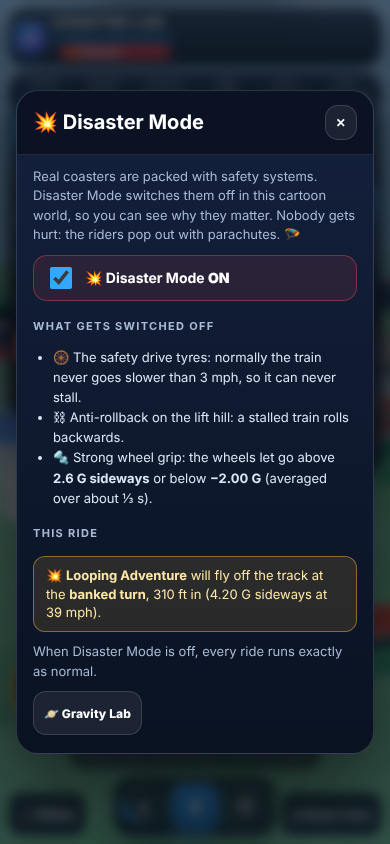 💥 Disaster Mode
×
Real coasters are packed with safety systems.
Disaster Mode switches them off in this cartoon
world, so you can see why they matter. Nobody gets
hurt: the riders pop out with parachutes. 🪂
💥 Disaster Mode ON
WHAT GETS SWITCHED OFF
• 🛞 The safety drive tyres: normally the train
never goes slower than 3 mph, so it can never
stall.
• ⛓ Anti-rollback on the lift hill: a stalled train rolls
backwards.
• 🔩 Strong wheel grip: the wheels let go above
2.6 G sideways or below −2.00 G (averaged
over about ⅓ s).
THIS RIDE
💥 Looping Adventure will fly off the track at
the banked turn, 310 ft in (4.20 G sideways at
39 mph).
When Disaster Mode is off, every ride runs exactly
as normal.
🪐 Gravity Lab